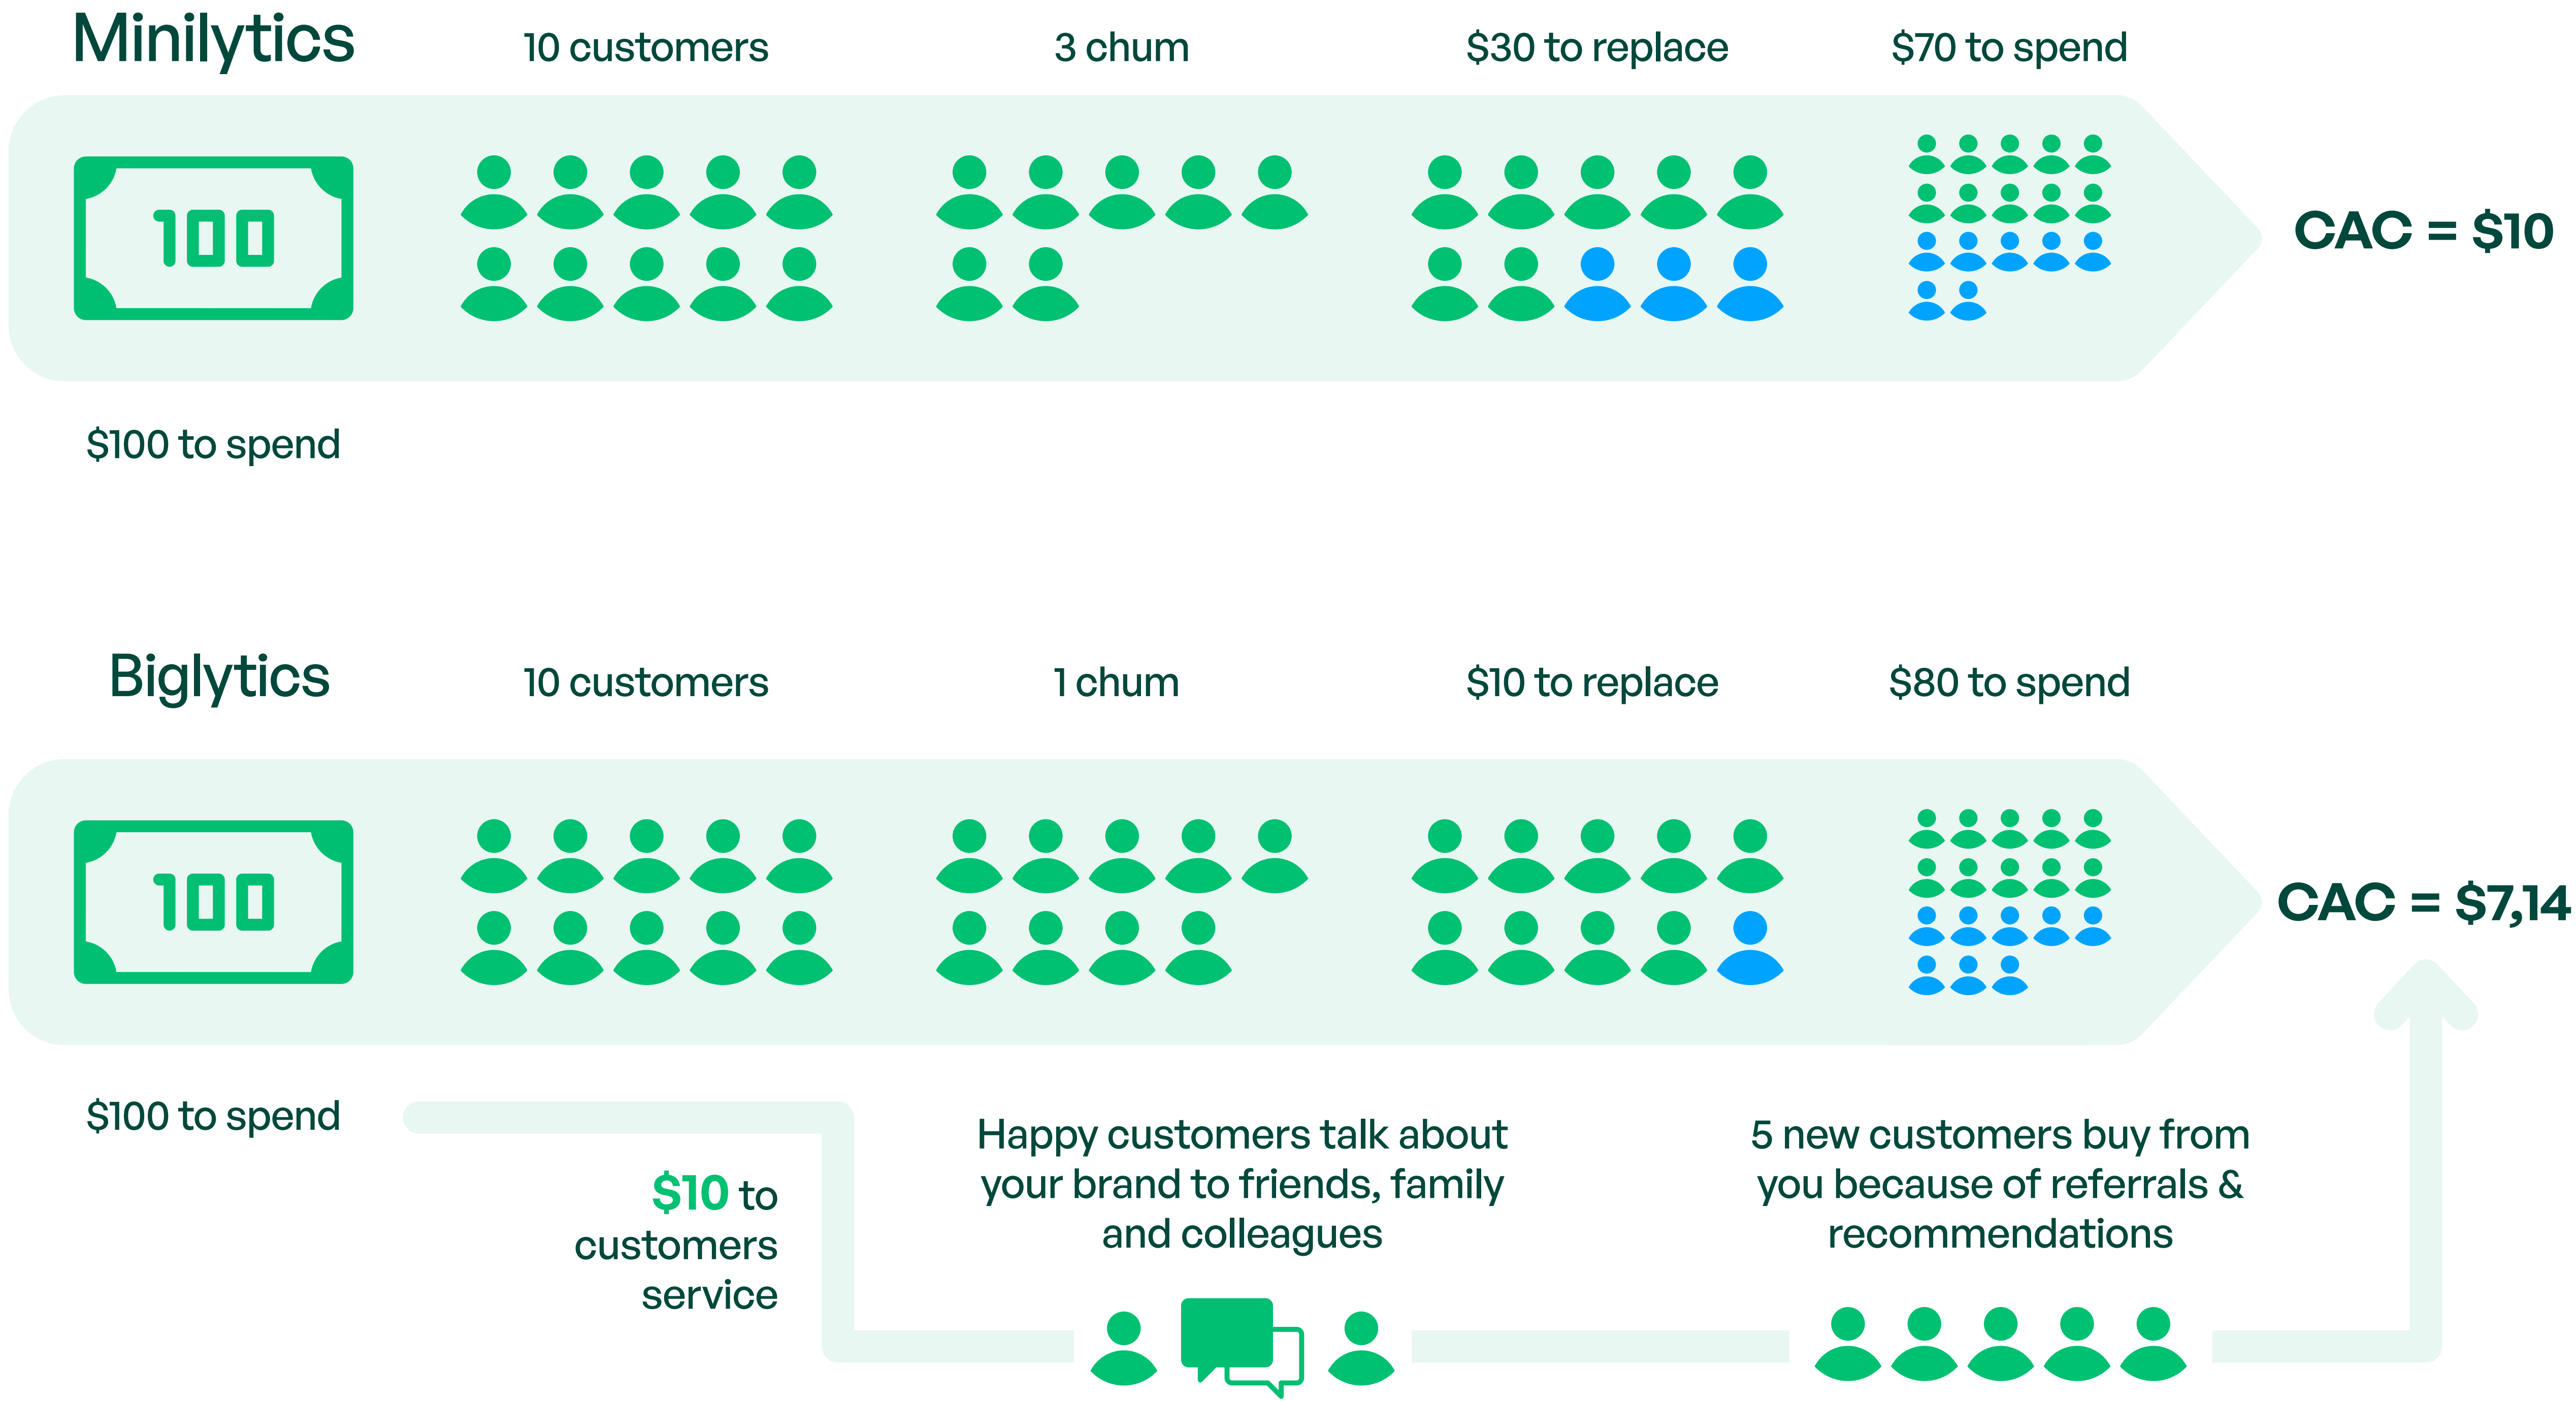 Minilytics
10 customers
3 chum
$30 to replace
$70 to spend
100
CAC = $10
$100 to spend
Biglytics
10 customers
1 chum
$10 to replace
$80 to spend
100
CAC = $7,14
$100 to spend
$10 to
customers
service
Happy customers talk about
your brand to friends, family
and colleagues
5 new customers buy from
you because of referrals &
recommendations